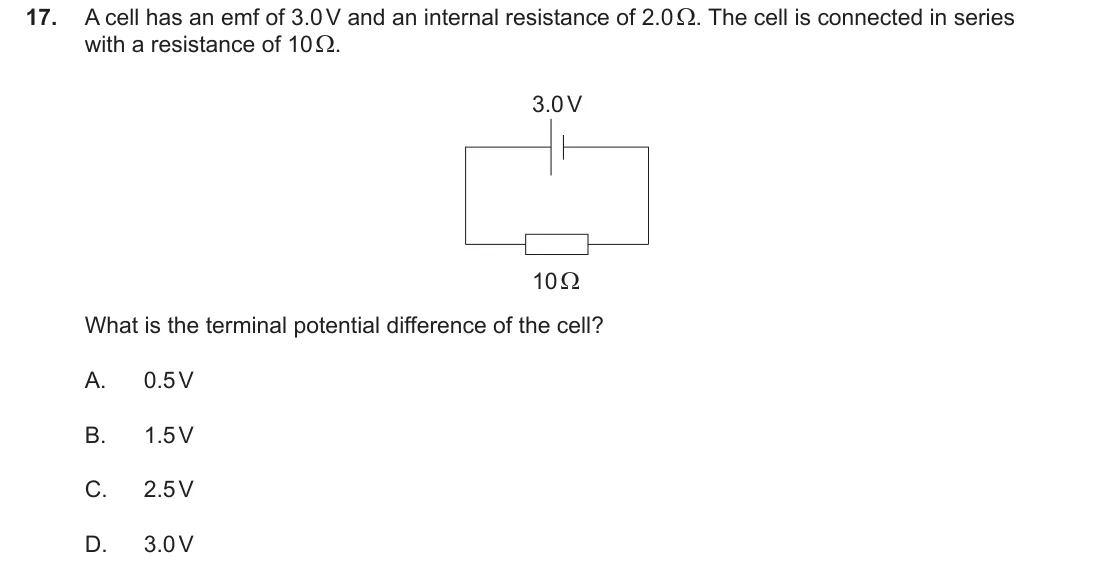 17. A cell has an emf of 3.0 V and an internal resistance of 2.0 Ω. The cell is connected in series
with a resistance of 10 Ω.
3.0 V
10 Ω
What is the terminal potential difference of the cell?
A. 0.5 V
B. 1.5 V
C. 2.5 V
D. 3.0 V